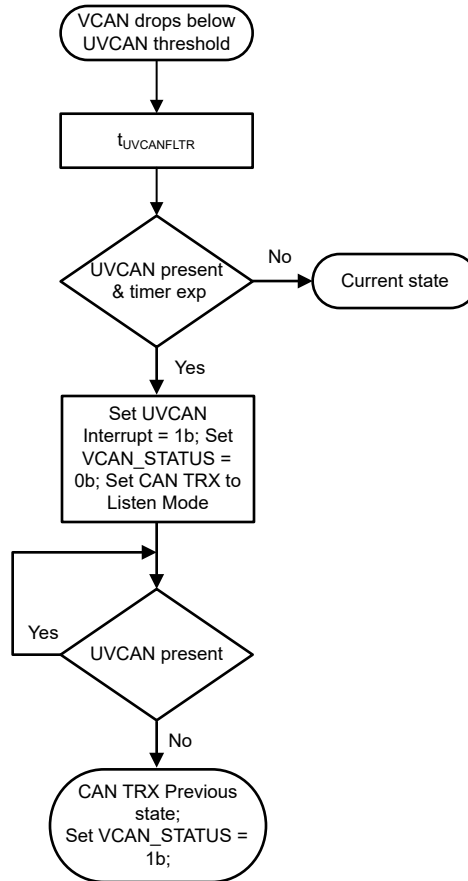 VCAN drops below
UVCAN threshold
tUVCANFLTR
UVCAN present
& timer exp
No
Current state
Yes
Set UVCAN
Interrupt = 1b; Set
VCAN_STATUS =
0b; Set CAN TRX to
Listen Mode
Yes
UVCAN present
No
CAN TRX Previous
state;
Set VCAN_STATUS =
1b;